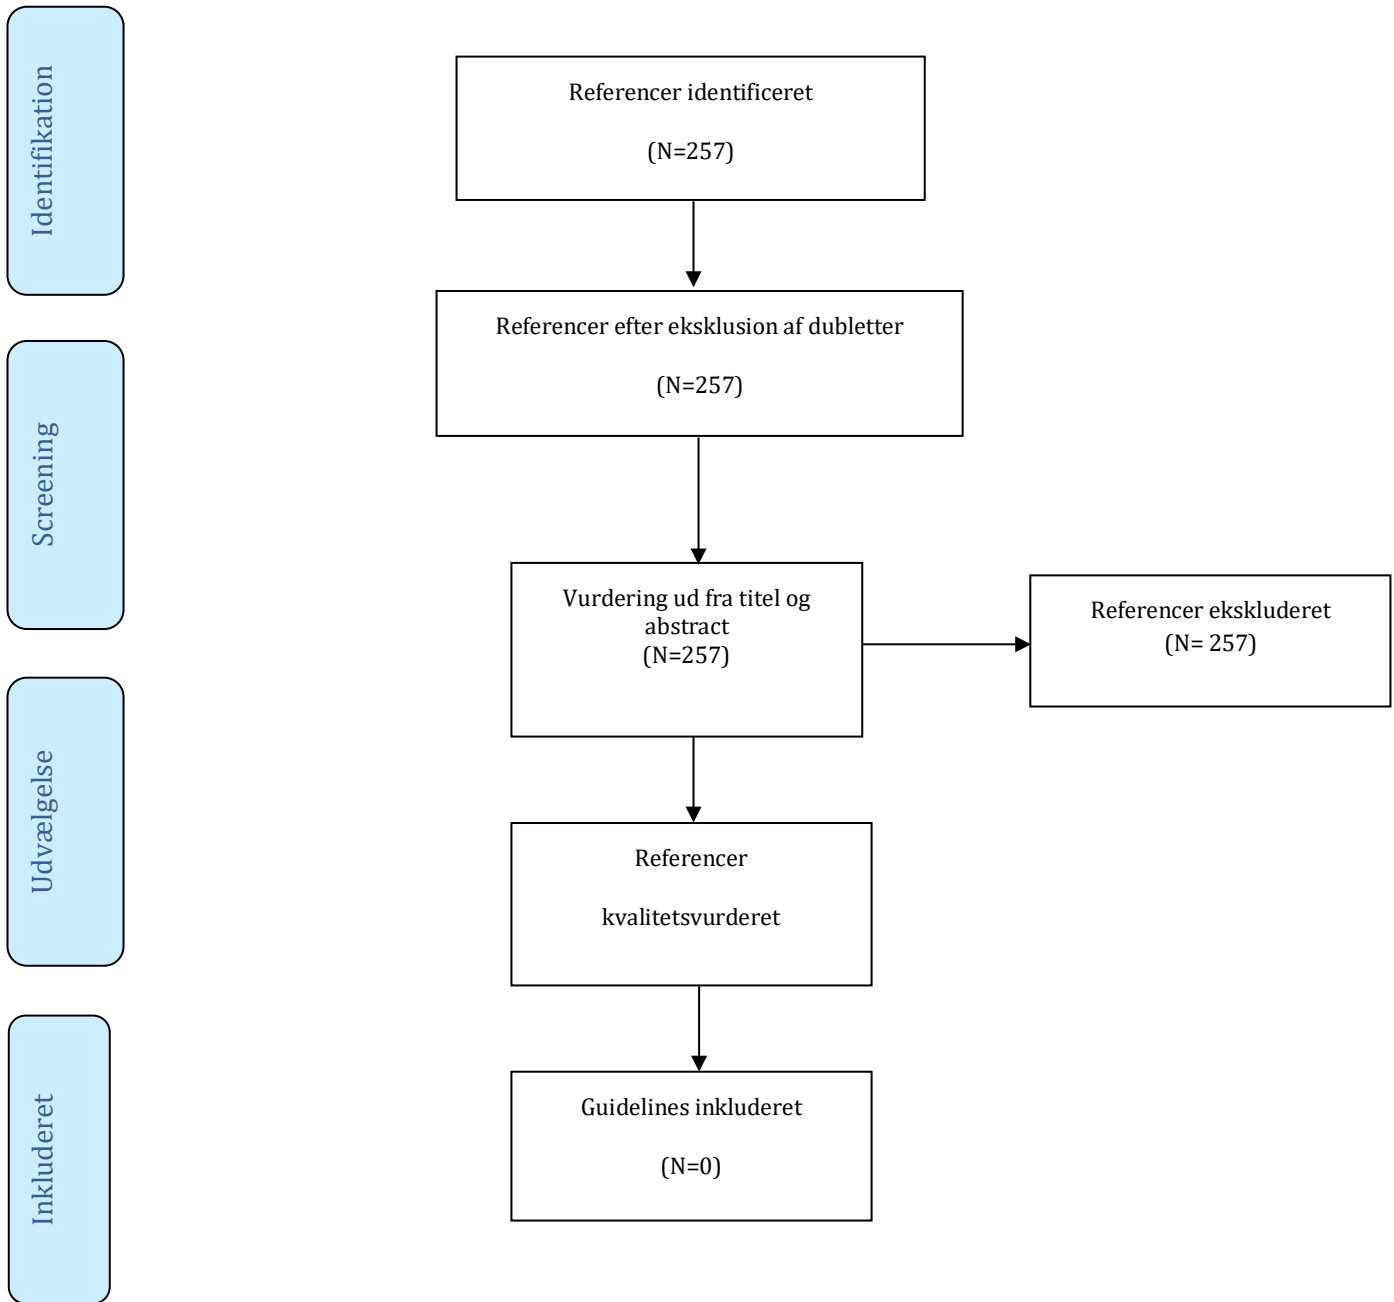 Identifikation
Referencer identificeret
(N=257)
Referencer efter eksklusion af dubletter
(N=257)
Screening
Vurdering ud fra titel og
abstract
(N=257)
Referencer ekskluderet
(N= 257)
Udvælgelse
Referencer
kvalitetsvurderet
Inkluderet
Guidelines inkluderet
(N=0)